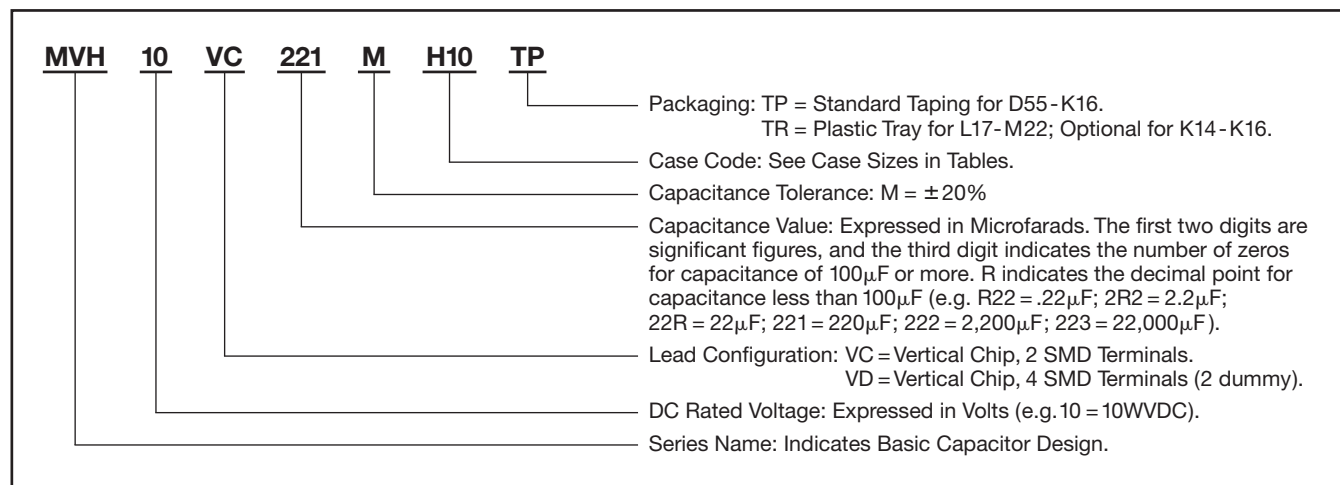 MVH 10 VC 221 M H10 TP
Packaging: TP = Standard Taping for D55-K16.
TR = Plastic Tray for L17-M22; Optional for K14-K16.
Case Code: See Case Sizes in Tables.
Capacitance Tolerance: M = ±20%
Capacitance Value: Expressed in Microfarads. The first two digits are
significant figures, and the third digit indicates the number of zeros
for capacitance of 100µF or more. R indicates the decimal point for
capacitance less than 100µF (e.g. R22 = .22µF; 2R2 = 2.2µF;
22R = 22µF; 221 = 220µF; 222 = 2,200µF; 223 = 22,000µF).
Lead Configuration: VC = Vertical Chip, 2 SMD Terminals.
VD = Vertical Chip, 4 SMD Terminals (2 dummy).
DC Rated Voltage: Expressed in Volts (e.g. 10 = 10WVDC).
Series Name: Indicates Basic Capacitor Design.